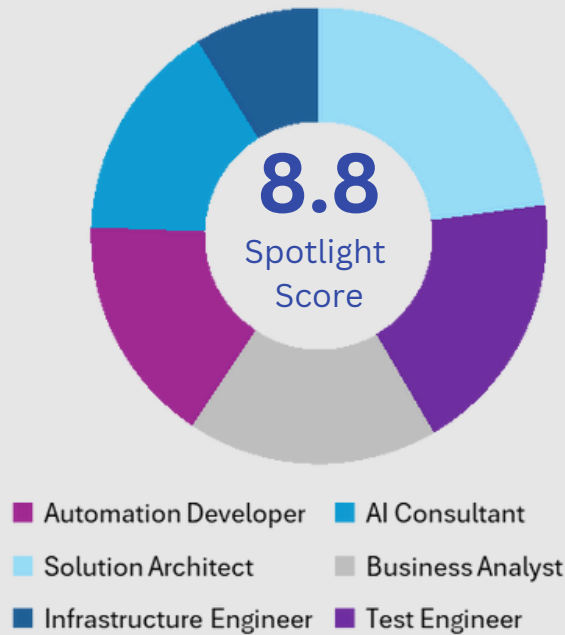 8.8
Spotlight
Score
Automation Developer
AI Consultant
Solution Architect
Business Analyst
Infrastructure Engineer
Test Engineer